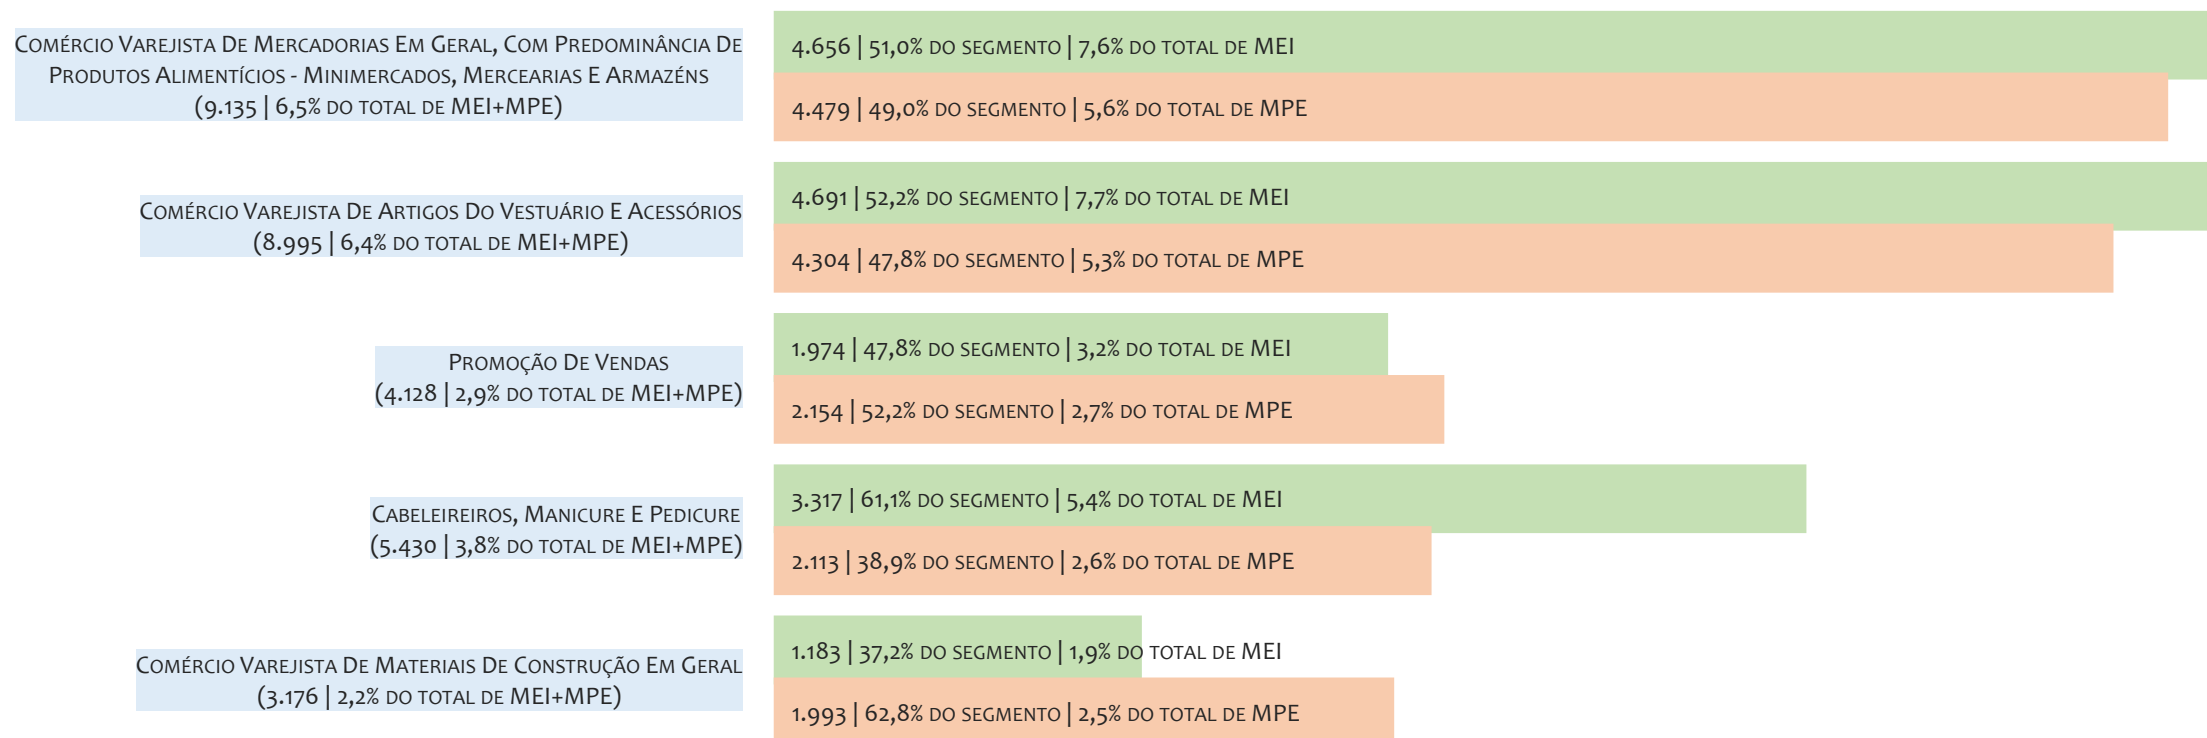 Comércio Varejista De Mercadorias Em Geral, Com Predominância De
Produtos Alimentícios - Minimercados, Mercearias E Armazéns
(9.135 | 6,5% do total de MEI+MPE)
4.656 | 51,0% do segmento | 7,6% do total de MEI
4.479 | 49,0% do segmento | 5,6% do total de MPE
Comércio Varejista De Artigos Do Vestuário E Acessórios
(8.995 | 6,4% do total de MEI+MPE)
4.691 | 52,2% do segmento | 7,7% do total de MEI
4.304 | 47,8% do segmento | 5,3% do total de MPE
Promoção De Vendas
(4.128 | 2,9% do total de MEI+MPE)
1.974 | 47,8% do segmento | 3,2% do total de MEI
2.154 | 52,2% do segmento | 2,7% do total de MPE
Cabeleireiros, Manicure E Pedicure
(5.430 | 3,8% do total de MEI+MPE)
3.317 | 61,1% do segmento | 5,4% do total de MEI
2.113 | 38,9% do segmento | 2,6% do total de MPE
Comércio Varejista De Materiais De Construção Em Geral
(3.176 | 2,2% do total de MEI+MPE)
1.183 | 37,2% do segmento | 1,9% do total de MEI
1.993 | 62,8% do segmento | 2,5% do total de MPE